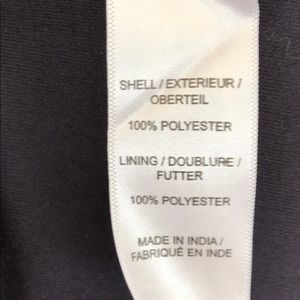 SHELL / EXTERIEUR /
OBERTEIL
100% POLYESTER
LINING / DOUBLURE /
FUTTER
100% POLYESTER
MADE IN INDIA /
FABRIQUÉ EN INDE